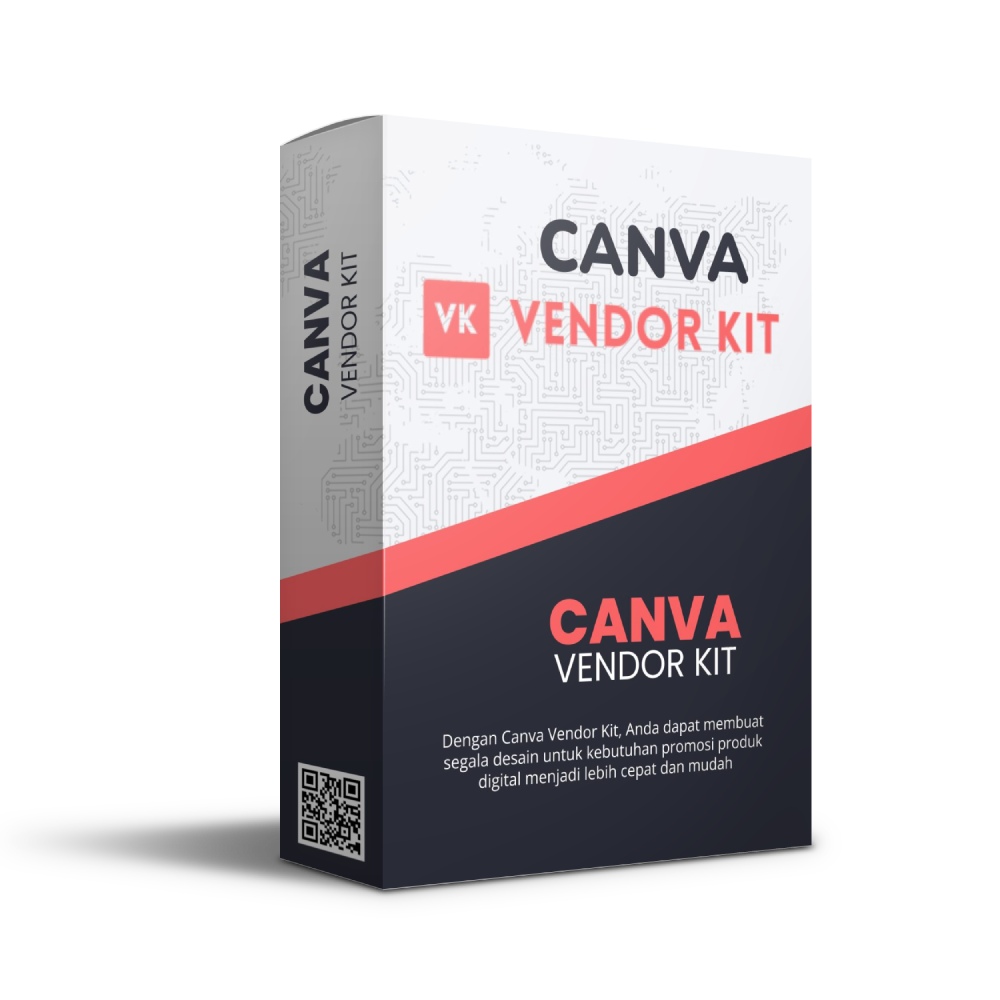 CANVA
VENDOR KIT
CANVA
VK VENDOR KIT
CANVA
VENDOR KIT
Dengan Canva Vendor Kit, Anda dapat membuat
segala desain untuk kebutuhan promosi produk
digital menjadi lebih cepat dan mudah